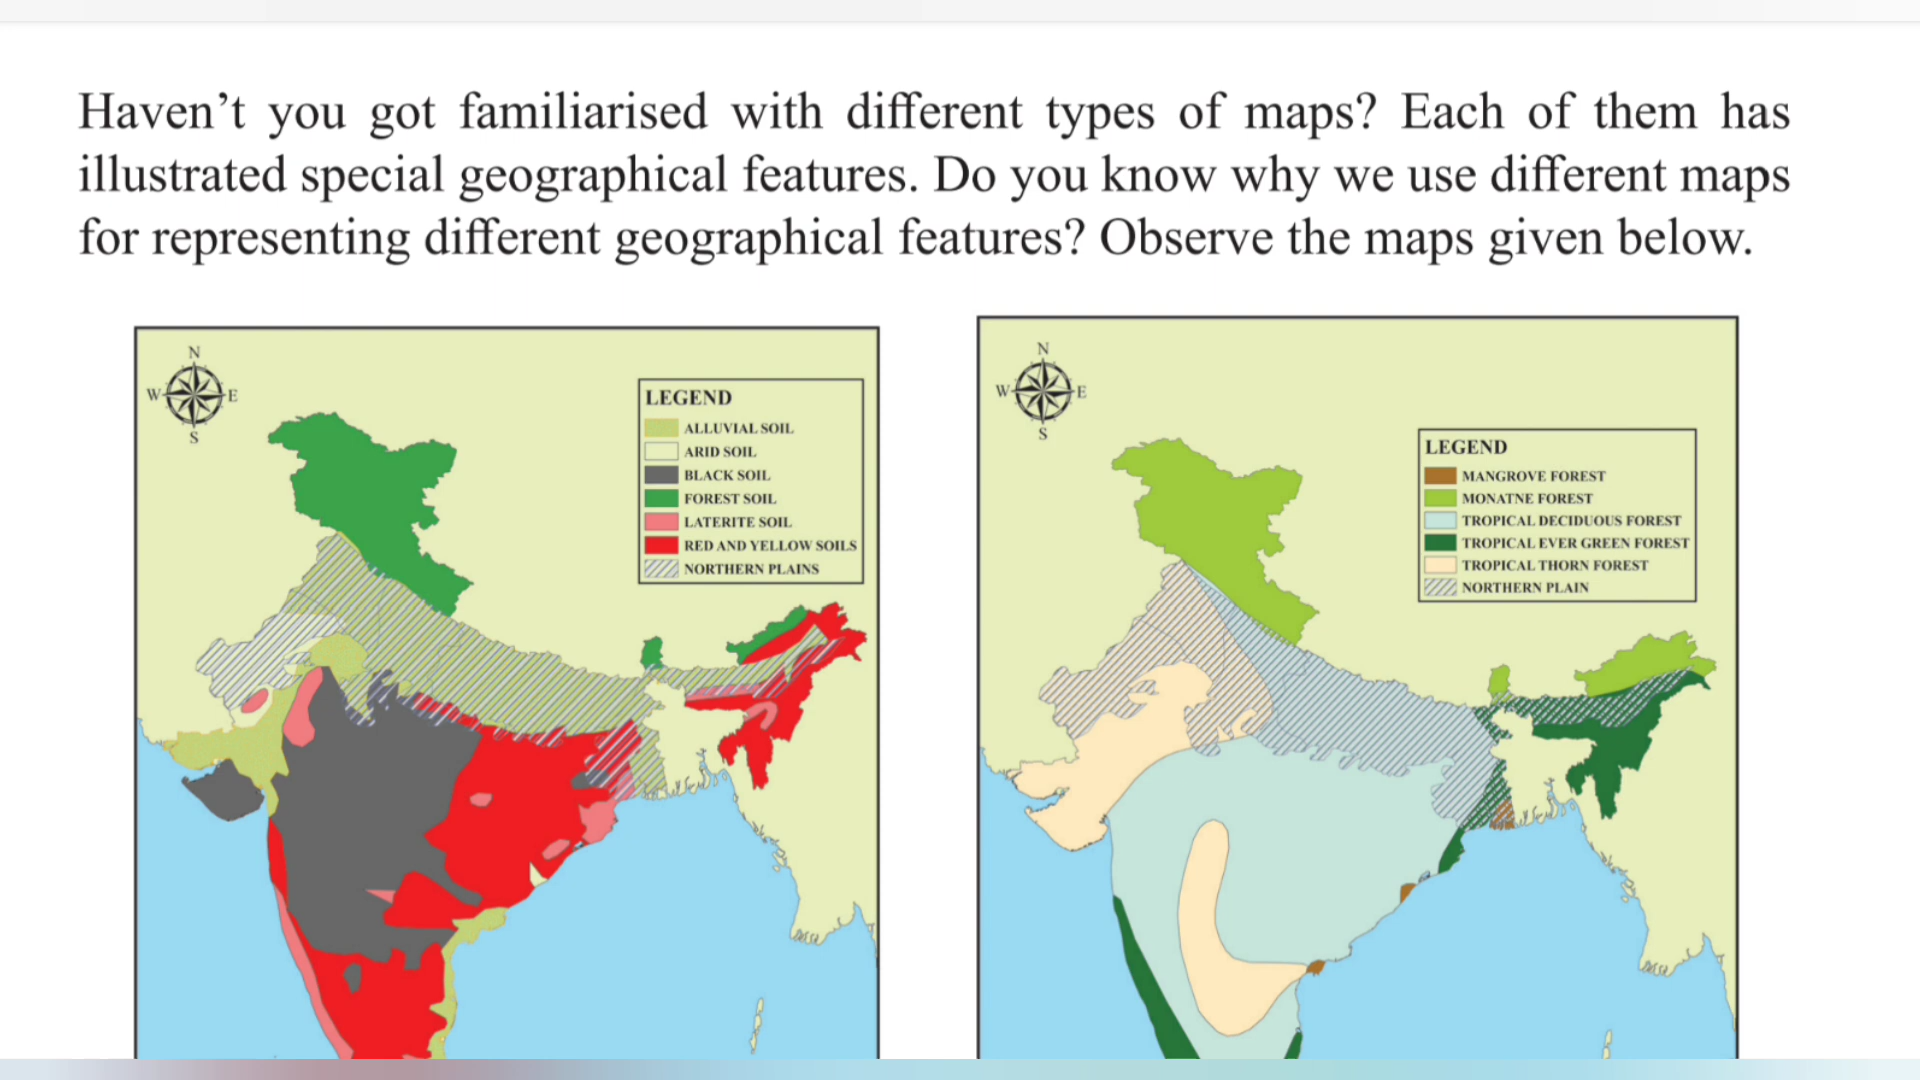 Haven’t you got familiarised with different types of maps? Each of them has
illustrated special geographical features. Do you know why we use different maps
for representing different geographical features? Observe the maps given below.
N
W E
S
LEGEND
ALLUVIAL SOIL
ARID SOIL
BLACK SOIL
FOREST SOIL
LATERITE SOIL
RED AND YELLOW SOILS
NORTHERN PLAINS
N
W E
S
LEGEND
MANGROVE FOREST
MONATNE FOREST
TROPICAL DECIDUOUS FOREST
TROPICAL EVER GREEN FOREST
TROPICAL THORN FOREST
NORTHERN PLAIN